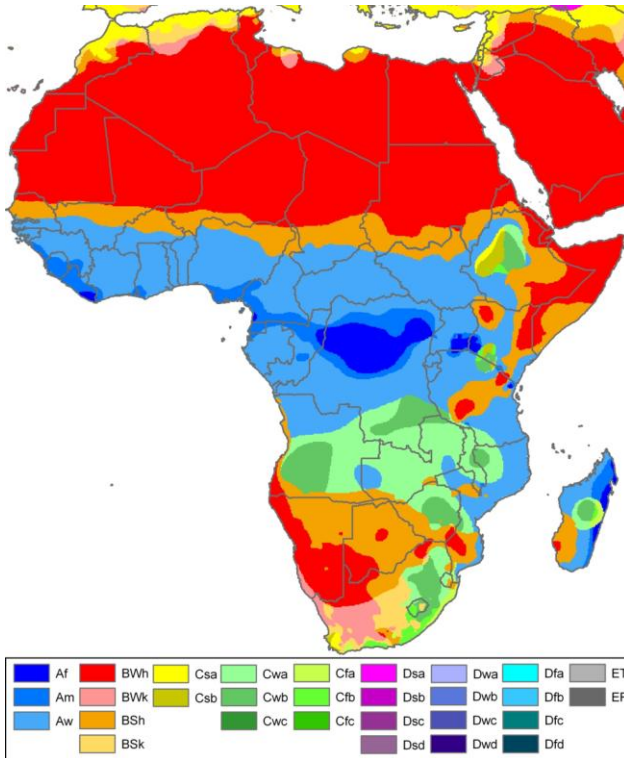 Af BWh Csa Cwa Cfa Dsa Dwa Dfa ET
Am BWk Csb Cwb Cfb Dsb Dwb Dfb EF
Aw BSh Cwc Cfc Dsc Dwc Dfc
BSk Dsd Dwd Dfd